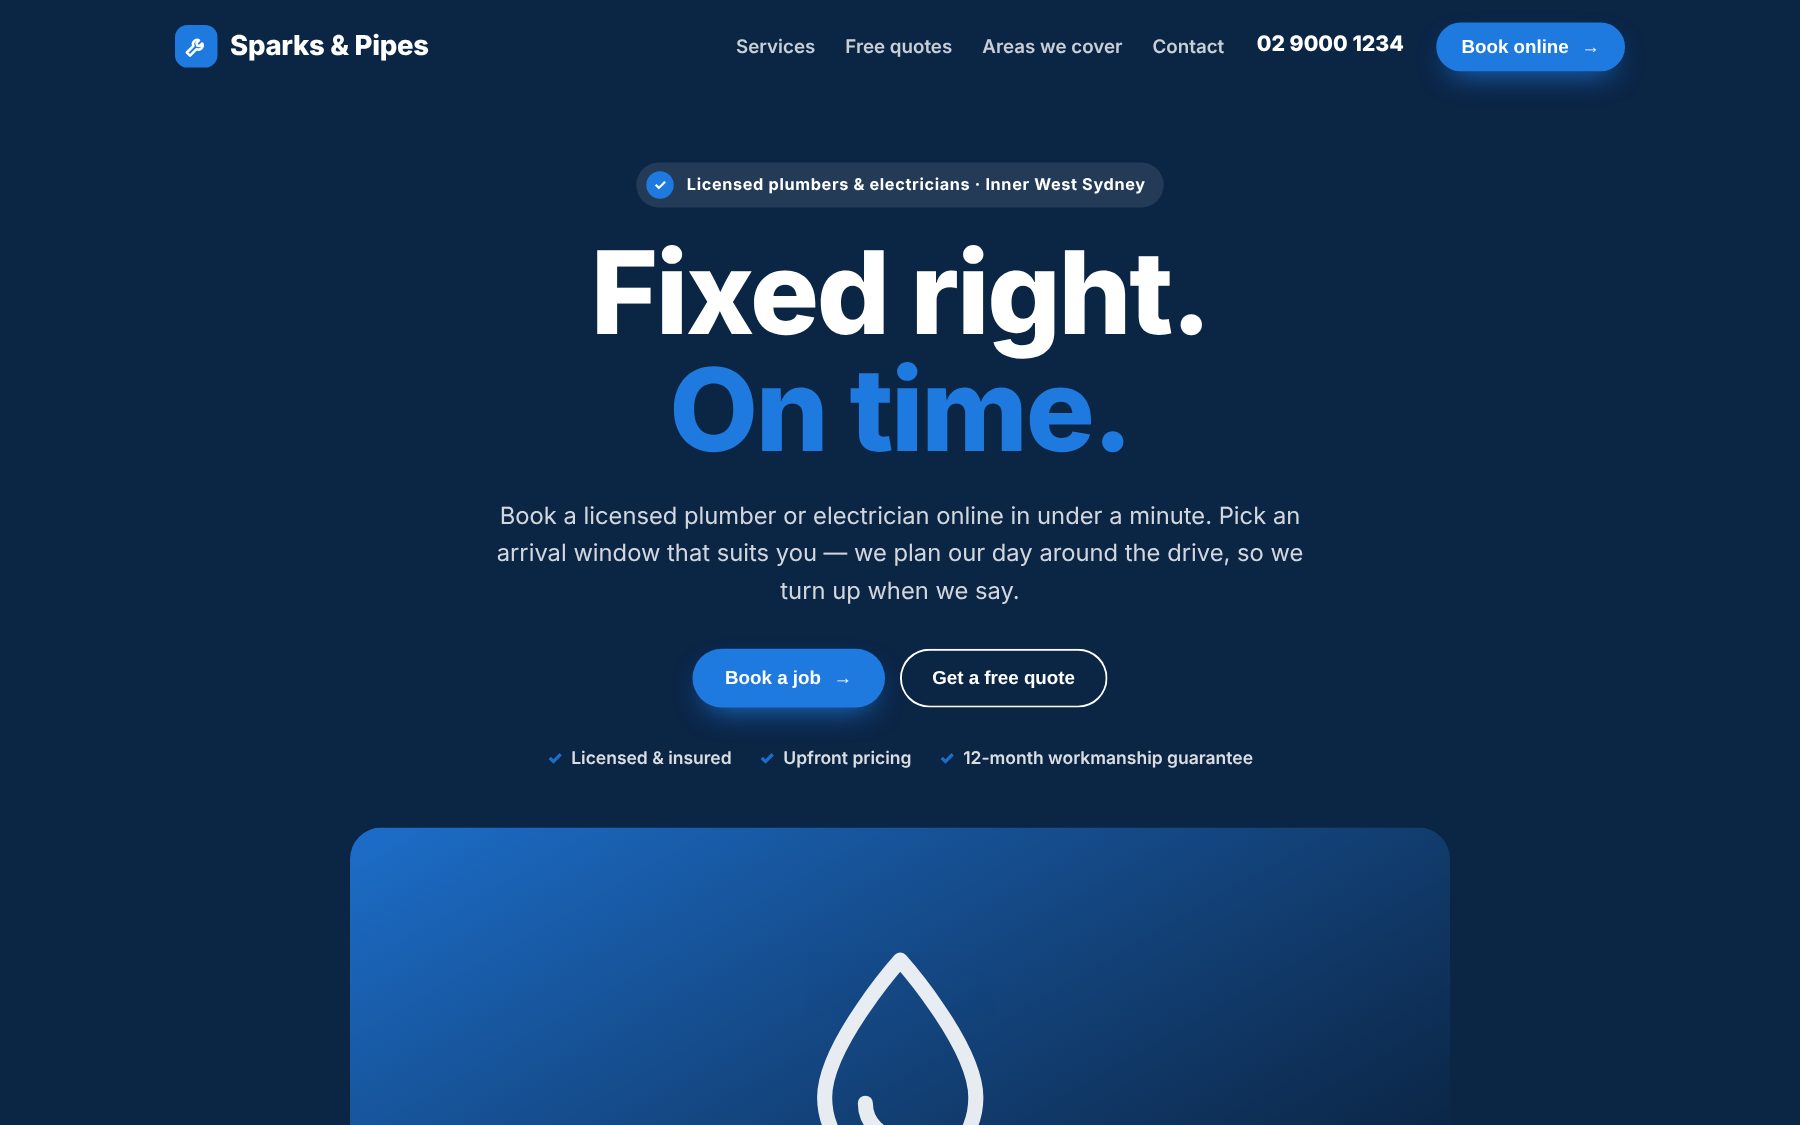 Sparks & Pipes
Services
Free quotes
Areas we cover
Contact
02 9000 1234
Book online →
Licensed plumbers & electricians · Inner West Sydney
Fixed right.
On time.
Book a licensed plumber or electrician online in under a minute. Pick an
arrival window that suits you — we plan our day around the drive, so we
turn up when we say.
Book a job →
Get a free quote
Licensed & insured
Upfront pricing
12-month workmanship guarantee